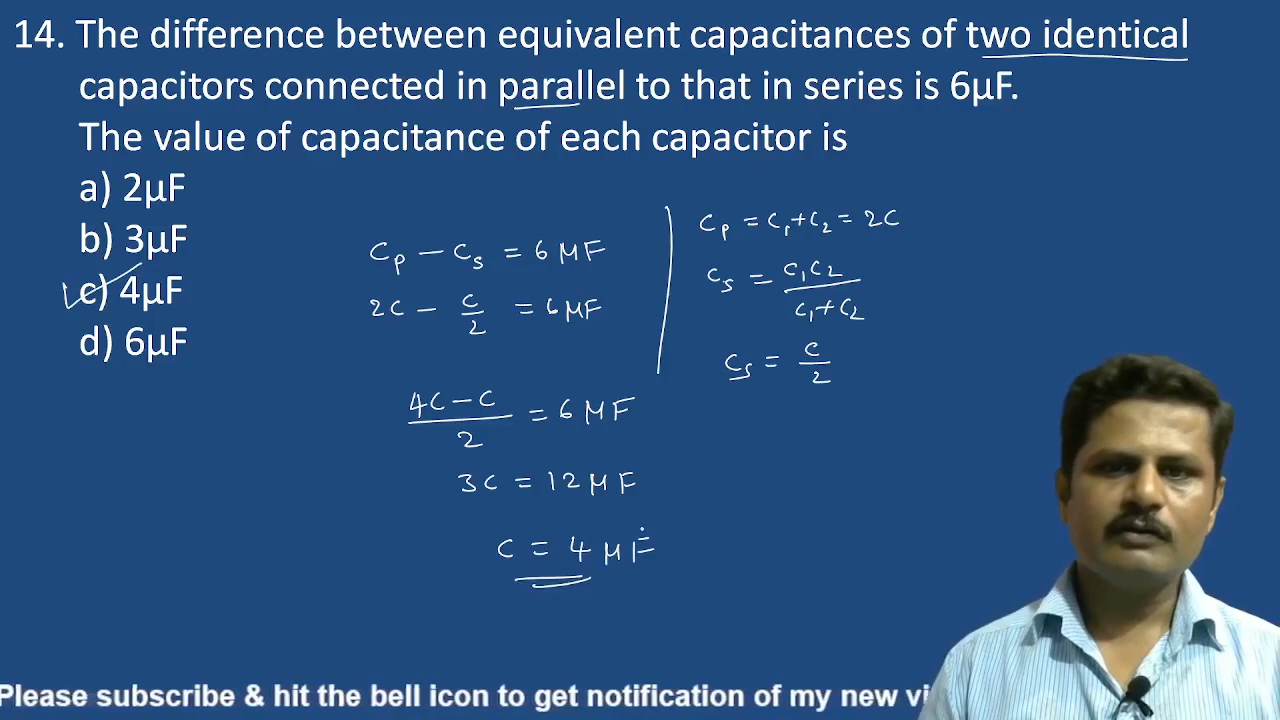 14. The difference between equivalent capacitances of two identical
capacitors connected in parallel to that in series is 6μF.
The value of capacitance of each capacitor is
a) 2μF
b) 3μF
c) 4μF
d) 6μF
Cp − Cs = 6 μF
2C − C/2 = 6 μF
4C − C/2 = 6 μF
3C = 12 μF
C = 4 μF
Cp = C₁ + C₂ = 2C
Cs = C₁C₂/C₁+C₂
Cs = C/2
Please subscribe & hit the bell icon to get notification of my new vi